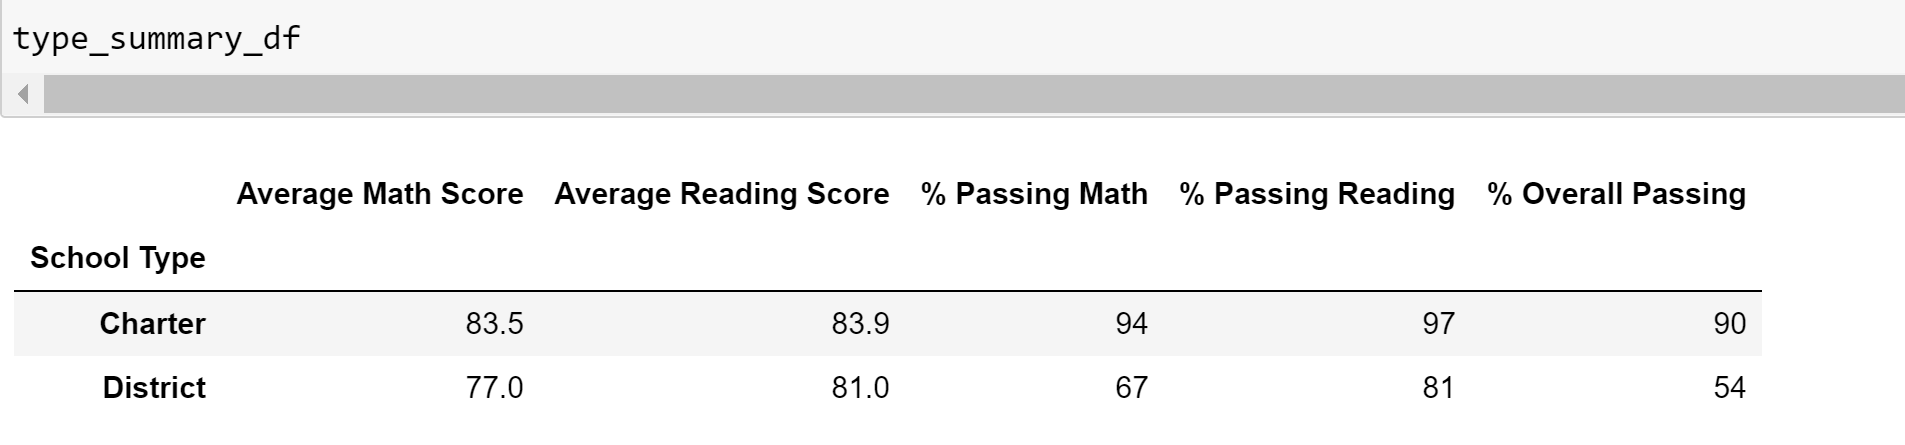 type_summary_df
Average Math Score Average Reading Score % Passing Math % Passing Reading % Overall Passing
School Type
Charter 83.5 83.9 94 97 90
District 77.0 81.0 67 81 54